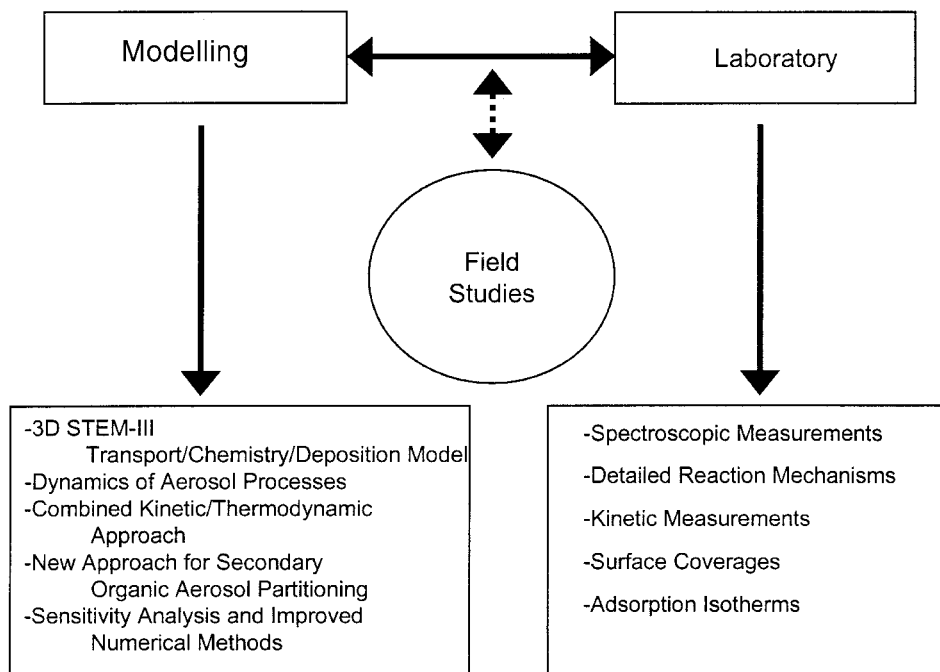 Modelling
Laboratory
Field
Studies
-3D STEM-III
Transport/Chemistry/Deposition Model
-Dynamics of Aerosol Processes
-Combined Kinetic/Thermodynamic
Approach
-New Approach for Secondary
Organic Aerosol Partitioning
-Sensitivity Analysis and Improved
Numerical Methods
-Spectroscopic Measurements
-Detailed Reaction Mechanisms
-Kinetic Measurements
-Surface Coverages
-Adsorption Isotherms